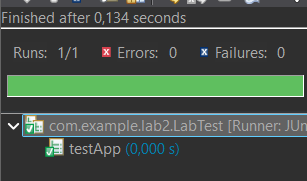 Finished after 0,134 seconds
Runs: 1/1 Errors: 0 Failures: 0
com.example.lab2.LabTest [Runner: JUn
testApp (0,000 s)